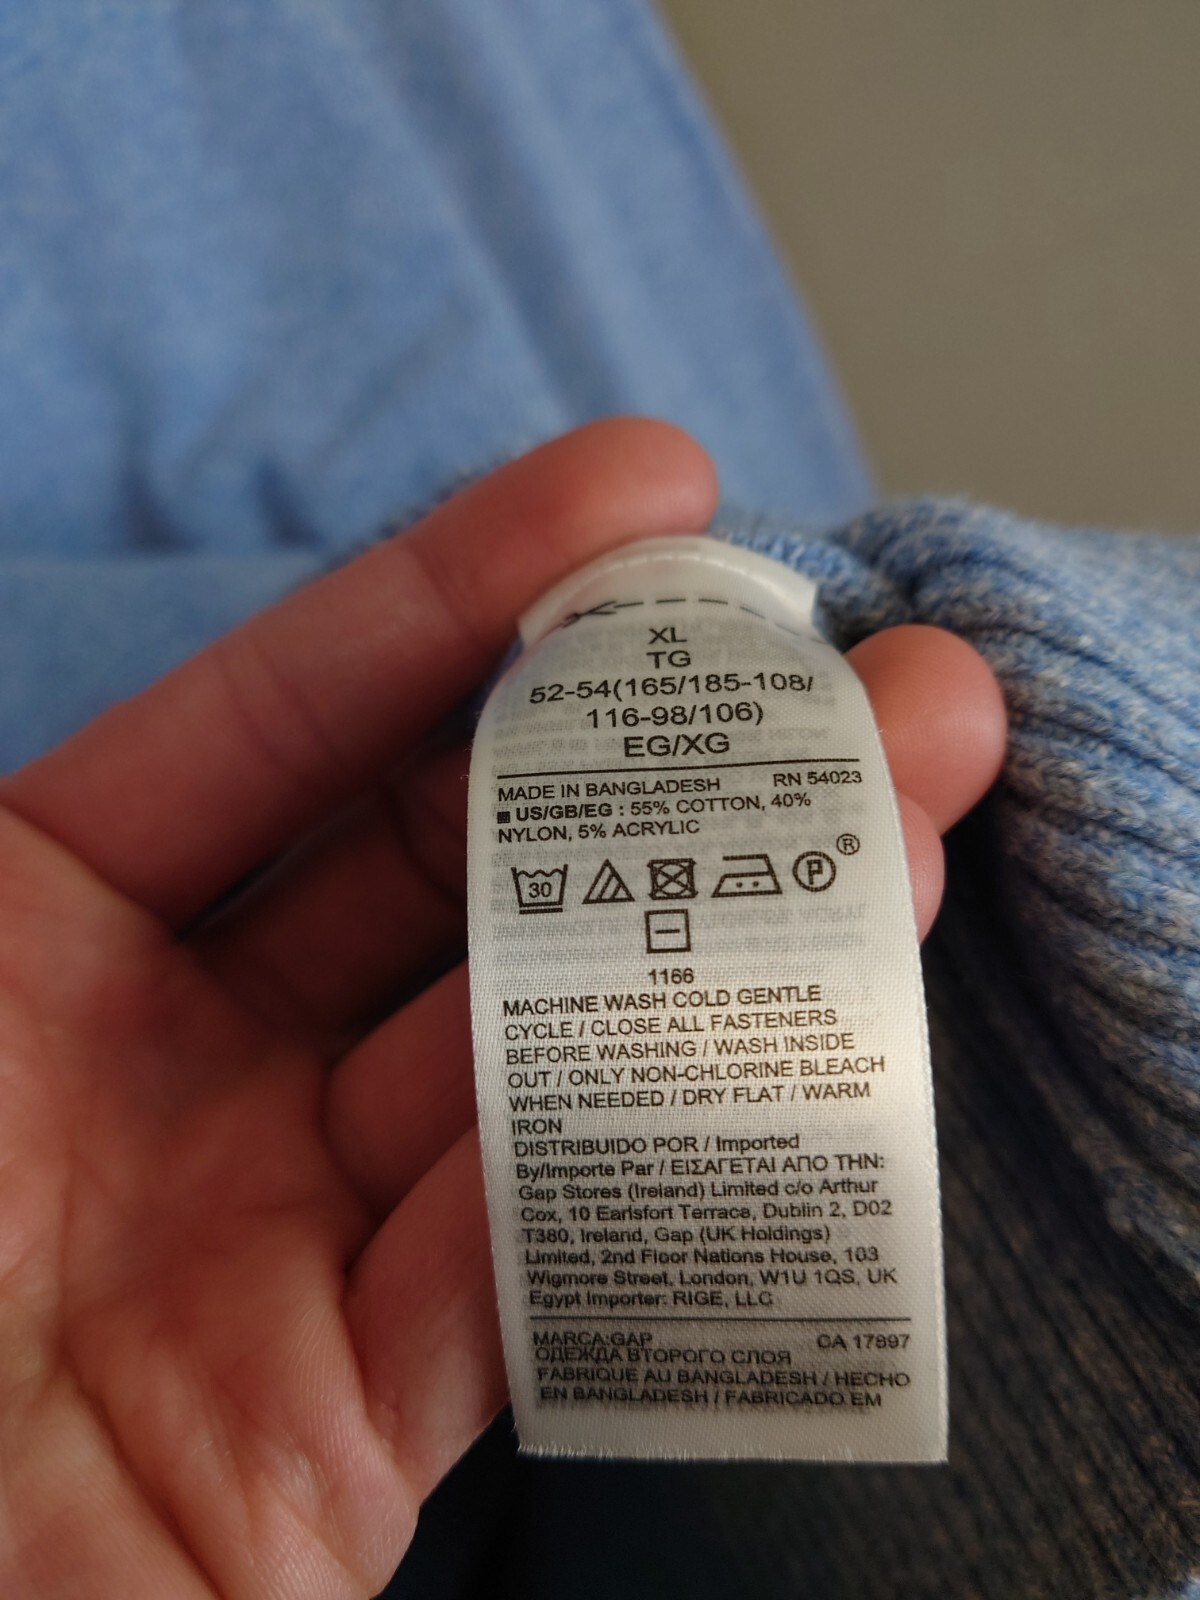 XL
TG
52-54(165/185-108/
116-98/106)
EG/XG
MADE IN BANGLADESH RN 54023
US/GB/EG : 55% COTTON, 40%
NYLON, 5% ACRYLIC
30 P ®
1166
MACHINE WASH COLD GENTLE
CYCLE / CLOSE ALL FASTENERS
BEFORE WASHING / WASH INSIDE
OUT / ONLY NON-CHLORINE BLEACH
WHEN NEEDED / DRY FLAT / WARM
IRON
DISTRIBUIDO POR / Imported
By/Importe Par / ΕΙΣΑΓΕΤΑΙ ΑΠΟ ΤΗΝ:
Gap Stores (Ireland) Limited c/o Arthur
Cox, 10 Earlsfort Terrace, Dublin 2, D02
T380, Ireland, Gap (UK Holdings)
Limited, 2nd Floor Nations House, 103
Wigmore Street, London, W1U 1QS, UK
Egypt Importer: RIGE, LLC
MARCA:GAP CA 17897
ОДЕЖДА ВТОРОГО СЛОЯ
FABRIQUE AU BANGLADESH / HECHO
EN BANGLADESH / FABRICADO EM